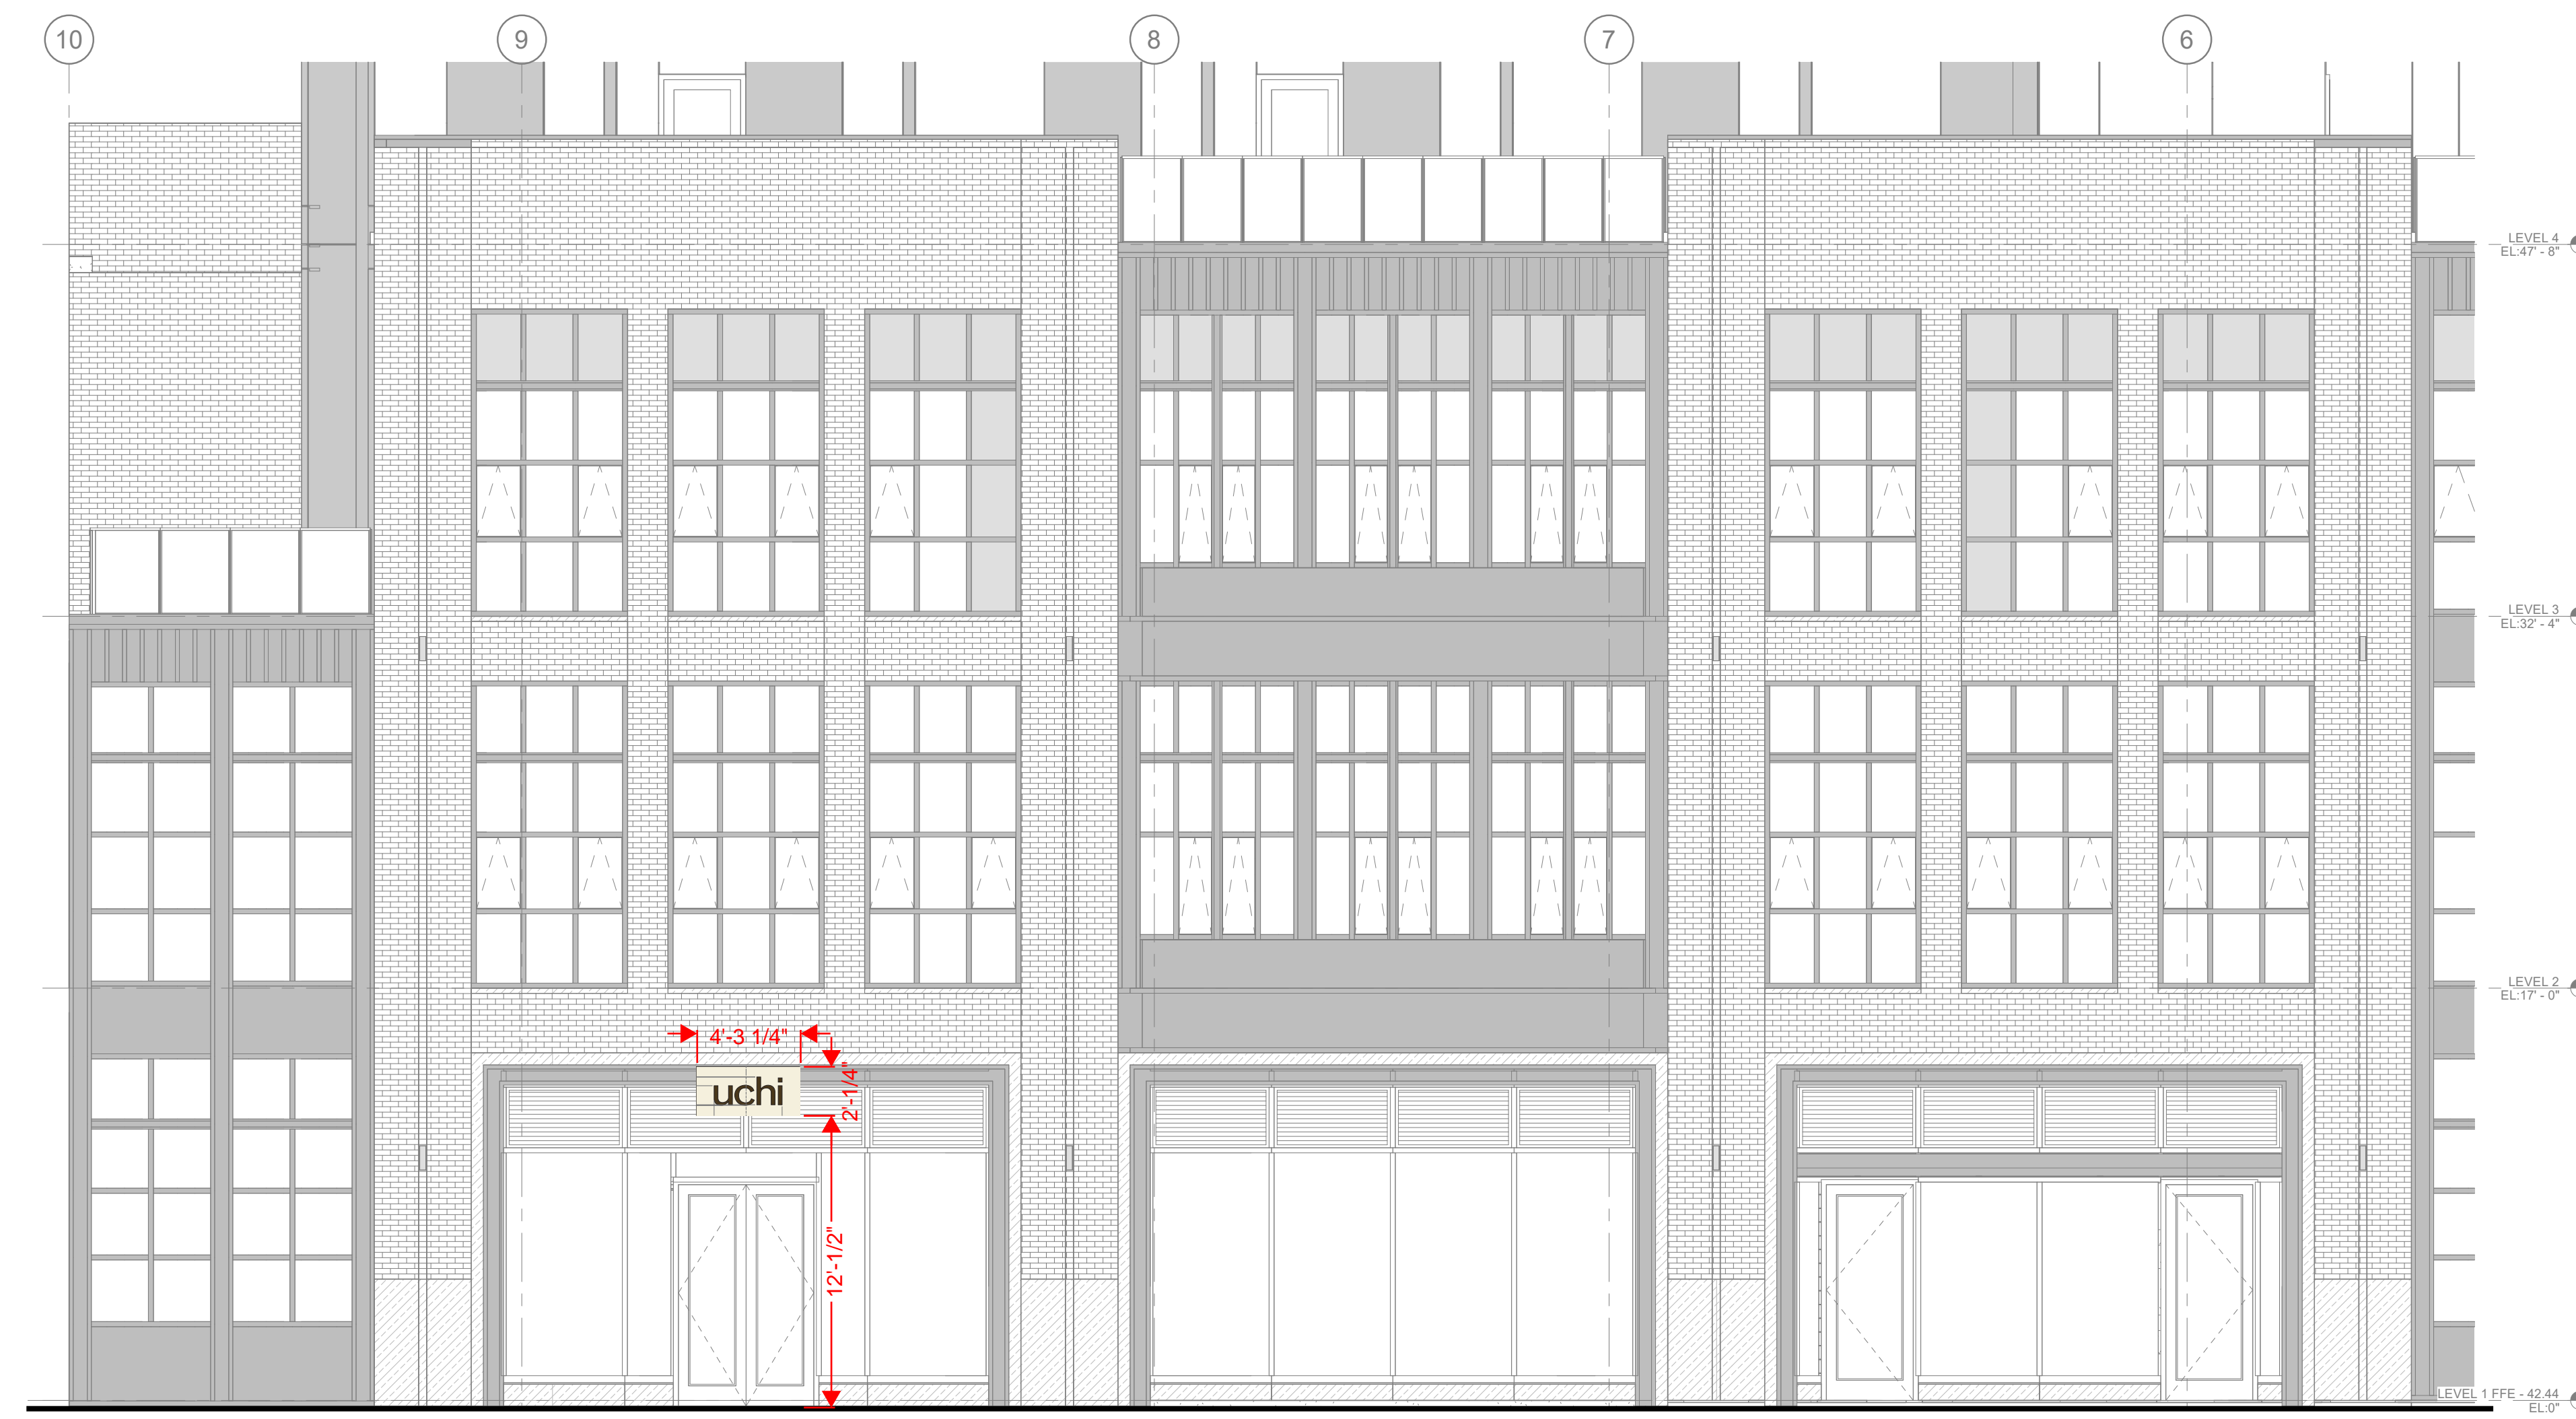 10
9
8
7
6
LEVEL 4
EL:47' - 8"
LEVEL 3
EL:32' - 4"
LEVEL 2
EL:17' - 0"
4'-3 1/4"
2'-1/4"
uchi
12'-1/2"
LEVEL 1 FFE - 42.44
EL:0"